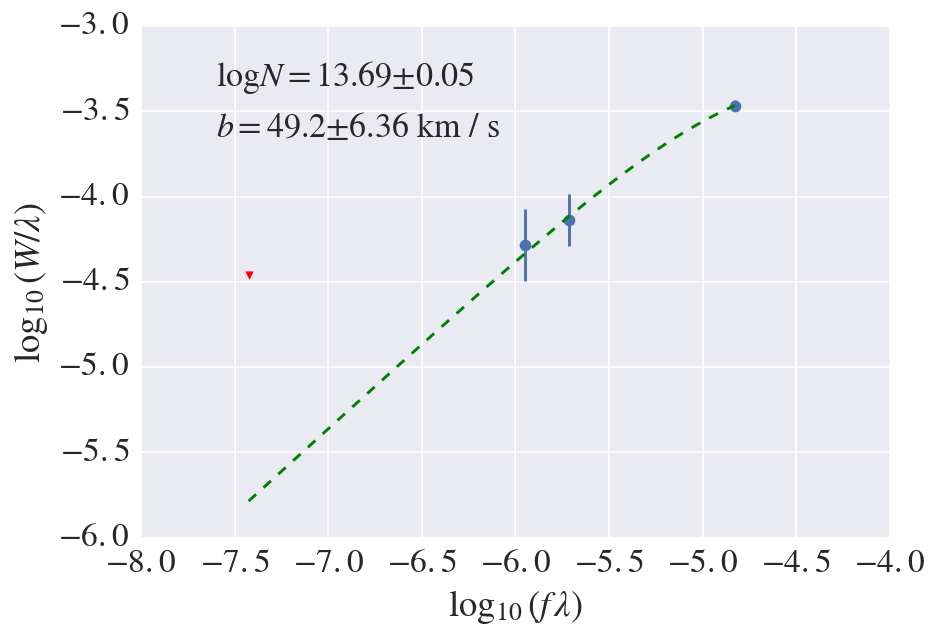 logN = 13.69±0.05
b = 49.2±6.36 km / s
log₁₀(W/λ)
−3.0
−3.5
−4.0
−4.5
−5.0
−5.5
−6.0
−8.0 −7.5 −7.0 −6.5 −6.0 −5.5 −5.0 −4.5 −4.0
log₁₀(fλ)